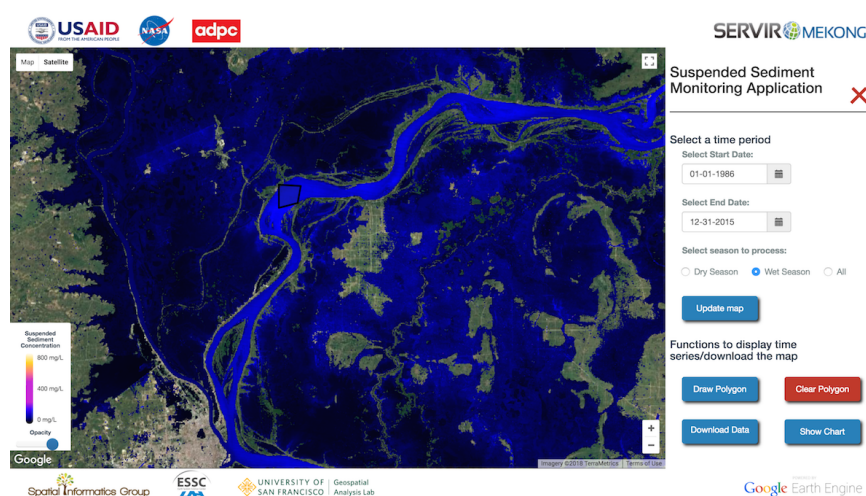 USAID
FROM THE AMERICAN PEOPLE
NASA
adpc
SERVIR MEKONG
Map Satellite
Suspended Sediment
Monitoring Application
Select a time period
Select Start Date:
01-01-1986
Select End Date:
12-31-2015
Select season to process:
Dry Season Wet Season All
Update map
Functions to display time
series/download the map
Draw Polygon Clear Polygon
Download Data Show Chart
Suspended
Sediment
Concentration
800 mg/L
400 mg/L
0 mg/L
Opacity
+
−
Google
Imagery ©2018 TerraMetrics Terms of Use
Spatial Informatics Group
ESSC
UNIVERSITY OF
SAN FRANCISCO
Geospatial
Analysis Lab
Google Earth Engine